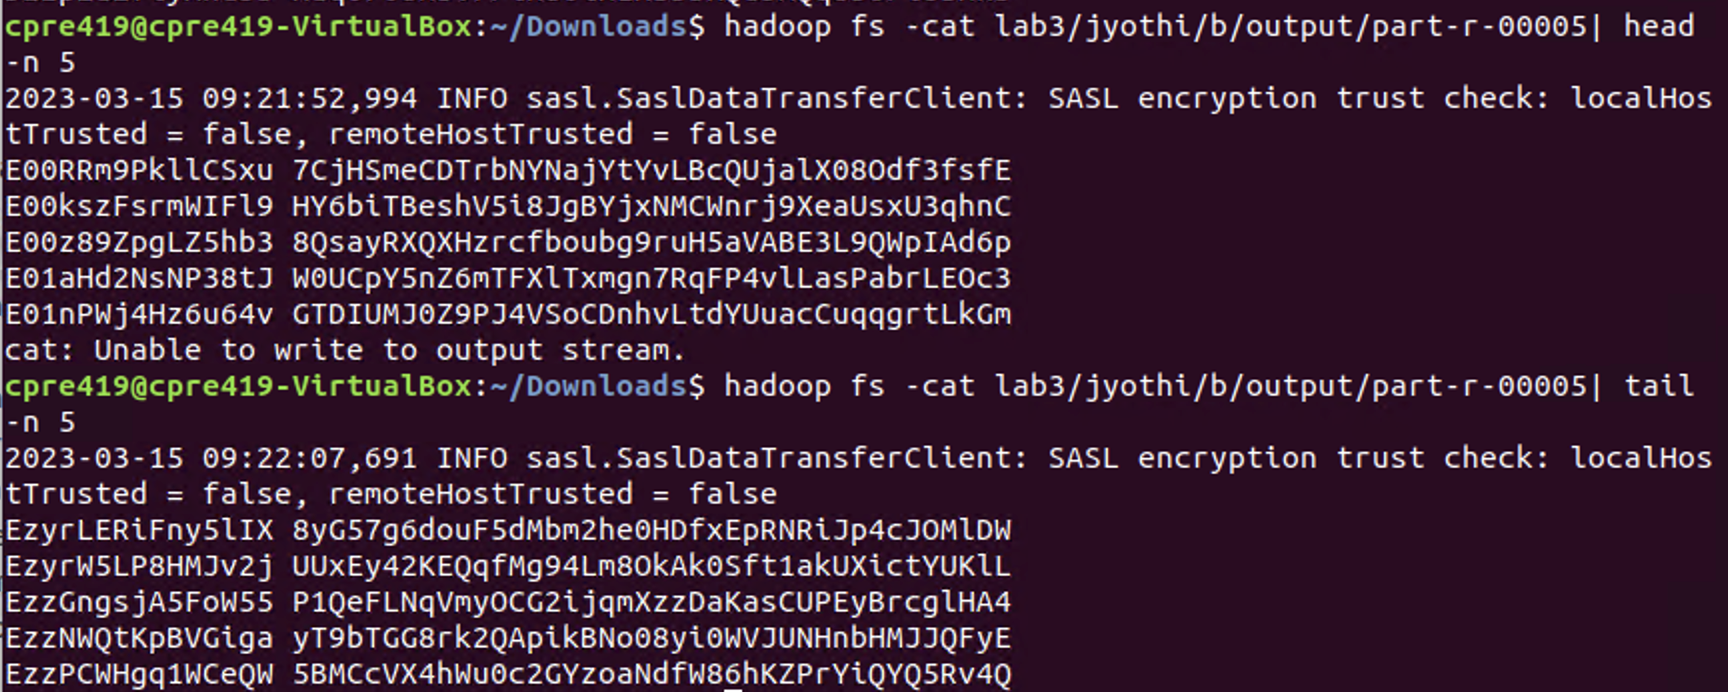 cpre419@cpre419-VirtualBox:~/Downloads$ hadoop fs -cat lab3/jyothi/b/output/part-r-00005| head
-n 5
2023-03-15 09:21:52,994 INFO sasl.SaslDataTransferClient: SASL encryption trust check: localHos
tTrusted = false, remoteHostTrusted = false
E00RRm9PkllCSxu 7CjHSmeCDTrbNYNajYtYvLBcQUjalX08Odf3fsfE
E00kszFsrmWIFl9 HY6biTBeshV5i8JgBYjxNMCWnrj9XeaUsxU3qhnC
E00z89ZpgLZ5hb3 8QsayRXQXHzrcfboubg9ruH5aVABE3L9QWpIAd6p
E01aHd2NsNP38tJ W0UCpY5nZ6mTFXlTxmgn7RqFP4vlLasPabrLEOc3
E01nPWj4Hz6u64v GTDIUMJ0Z9PJ4VSoCDnhvLtdYUuacCuqqgrtLkGm
cat: Unable to write to output stream.
cpre419@cpre419-VirtualBox:~/Downloads$ hadoop fs -cat lab3/jyothi/b/output/part-r-00005| tail
-n 5
2023-03-15 09:22:07,691 INFO sasl.SaslDataTransferClient: SASL encryption trust check: localHos
tTrusted = false, remoteHostTrusted = false
EzyrLERiFny5lIX 8yG57g6douF5dMbm2he0HDfxEpRNRiJp4cJOMlDW
EzyrW5LP8HMJv2j UUxEy42KEQqfMg94Lm8OkAk0Sft1akUXictYUKlL
EzzGngsjA5FoW55 P1QeFLNqVmyOCG2ijqmXzzDaKasCUPEyBrcglHA4
EzzNWQtKpBVGiga yT9bTGG8rk2QApikBNo08yi0WVJUNHnbHMJJQFyE
EzzPCWHgq1WCeQW 5BMCcVX4hWu0c2GYzoaNdfW86hKZPrYiQYQ5Rv4Q